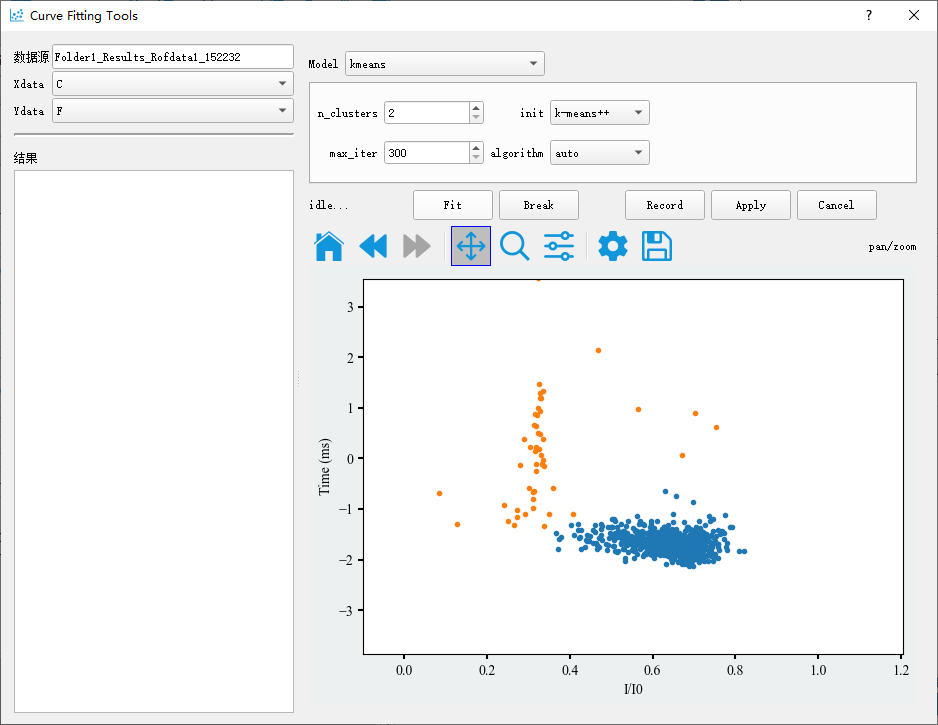 Curve Fitting Tools
?
数据源 Folder1_Results_Rofdata1_152232
Xdata C
Ydata F
结果
Model kmeans
n_clusters 2 init k-means++
max_iter 300 algorithm auto
idle... Fit Break Record Apply Cancel
pan/zoom
3
2
1
0
−1
−2
−3
Time (ms)
0.0 0.2 0.4 0.6 0.8 1.0 1.2
I/I0